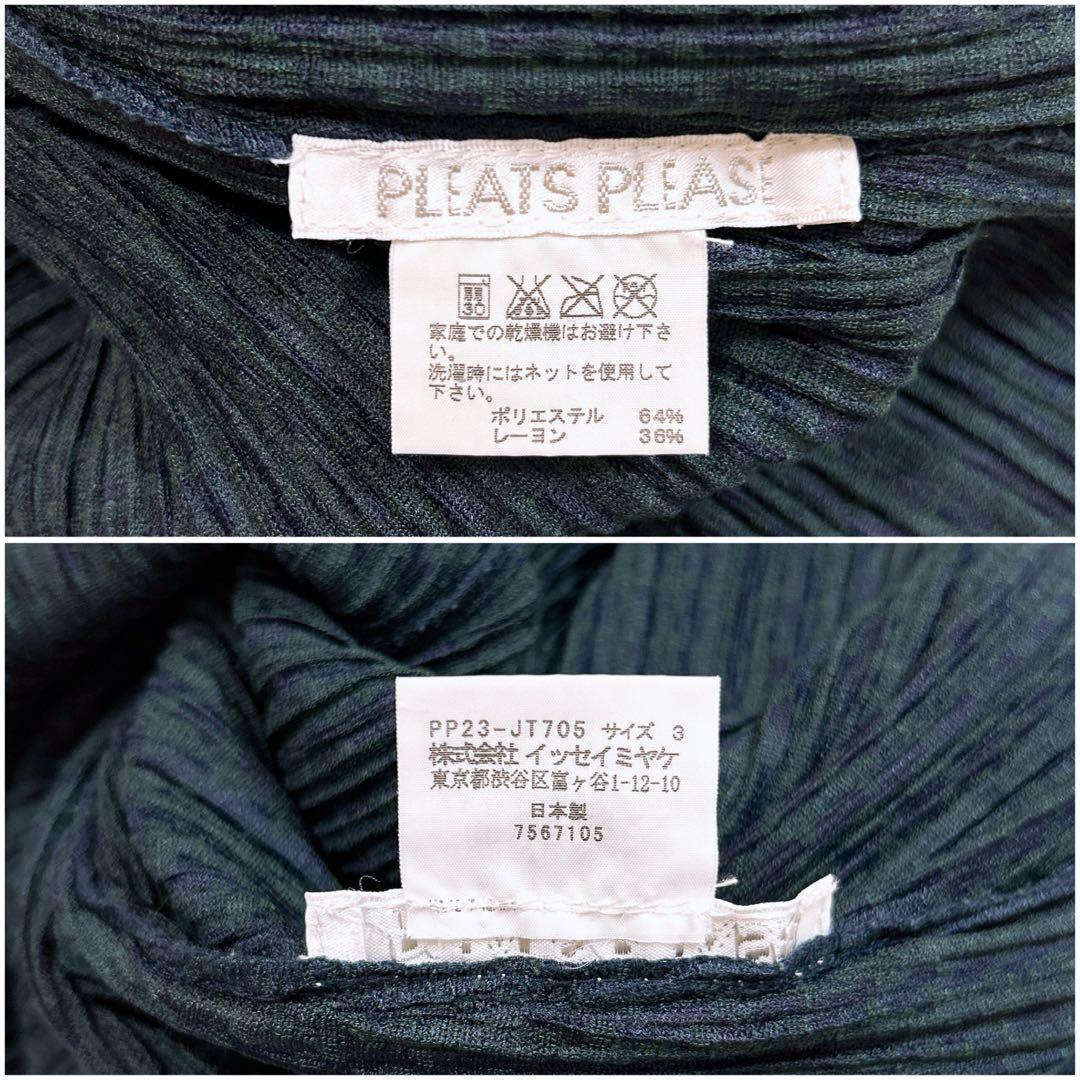 PLEATS PLEASE
30
家庭での乾燥機はお避け下さ
い。
洗濯時にはネットを使用して
下さい。
ポリエステル 64%
レーヨン 36%
PP23-JT705 サイズ 3
株式会社 イッセイミヤケ
東京都渋谷区富ヶ谷1-12-10
日本製
7567105